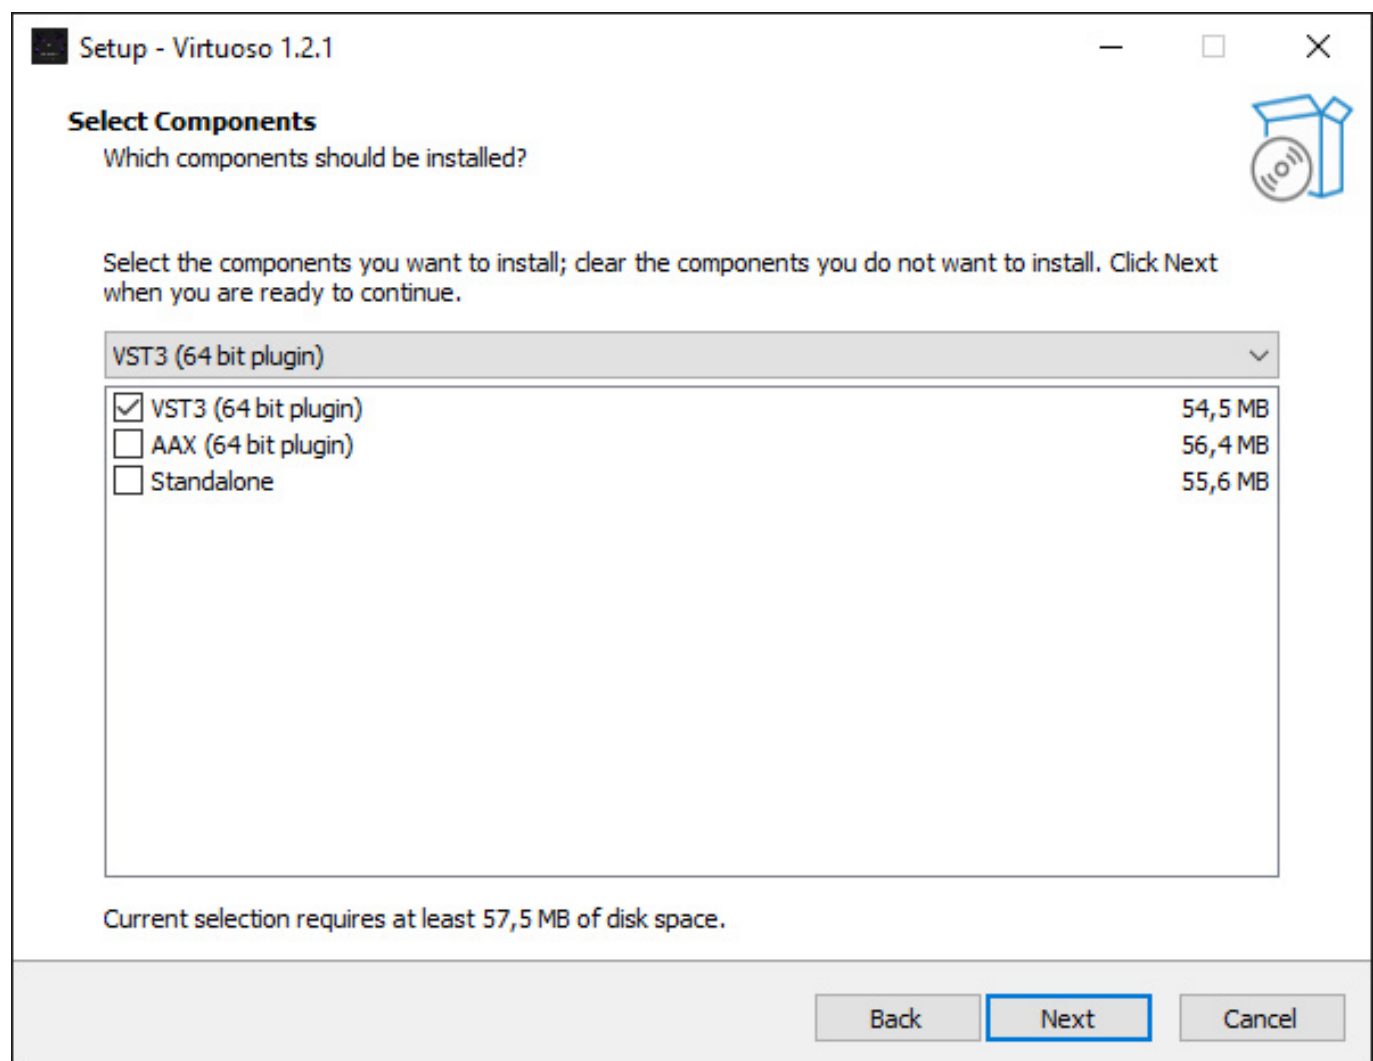 Setup - Virtuoso 1.2.1
Select Components
Which components should be installed?
Select the components you want to install; clear the components you do not want to install. Click Next
when you are ready to continue.
VST3 (64 bit plugin)
VST3 (64 bit plugin) 54,5 MB
AAX (64 bit plugin) 56,4 MB
Standalone 55,6 MB
Current selection requires at least 57,5 MB of disk space.
Back Next Cancel